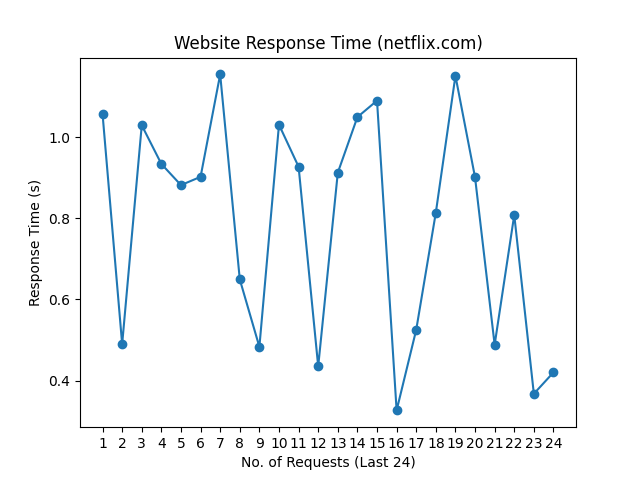 Website Response Time (netflix.com)
Response Time (s)
1.0
0.8
0.6
0.4
1 2 3 4 5 6 7 8 9 10 11 12 13 14 15 16 17 18 19 20 21 22 23 24
No. of Requests (Last 24)